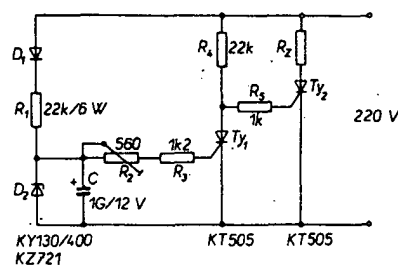 D1
R4
22k
RZ
R1
22k/6 W
R5
1k
Ty2
220 V
560
1k2
Ty1
D2
+
C
R2
R3
1G/12 V
KY130/400
KZ721
KT505
KT505